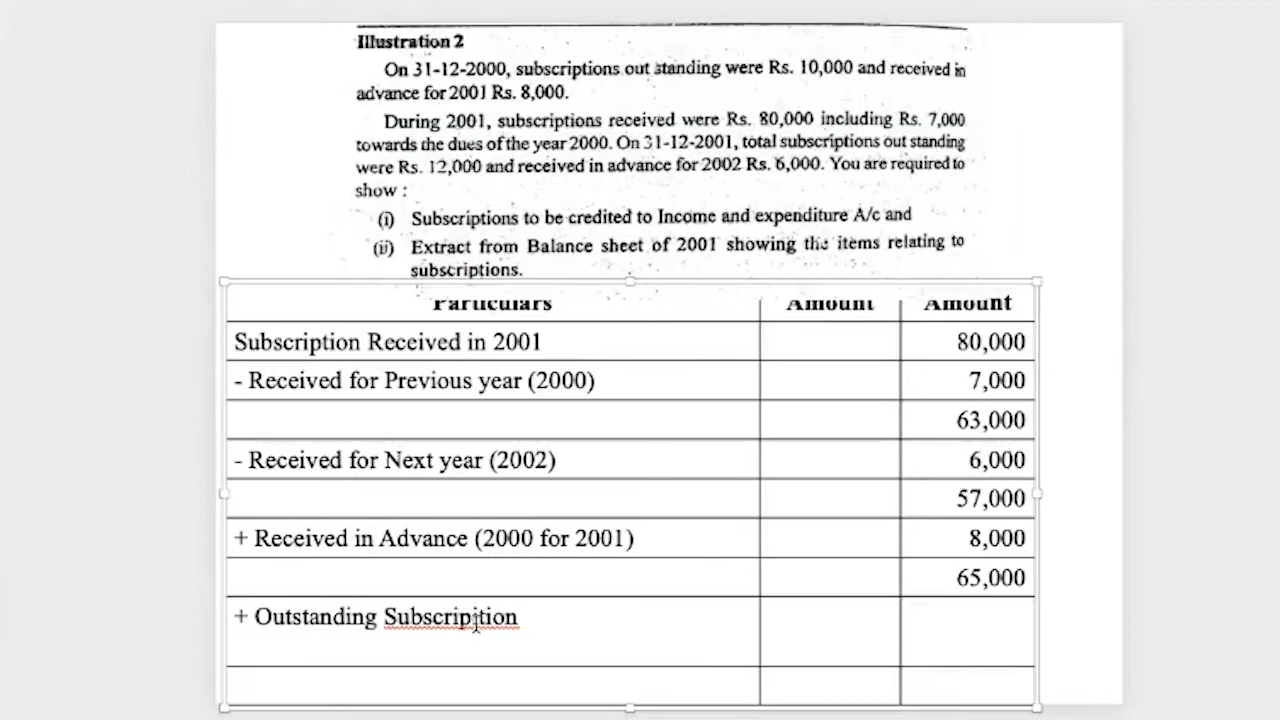 Illustration 2
On 31-12-2000, subscriptions out standing were Rs. 10,000 and received in
advance for 2001 Rs. 8,000.
During 2001, subscriptions received were Rs. 80,000 including Rs. 7,000
towards the dues of the year 2000. On 31-12-2001, total subscriptions out standing
were Rs. 12,000 and received in advance for 2002 Rs. 6,000. You are required to
show :
(i) Subscriptions to be credited to Income and expenditure A/c and
(ii) Extract from Balance sheet of 2001 showing the items relating to
subscriptions.
Particulars Amount Amount
Subscription Received in 2001 80,000
- Received for Previous year (2000) 7,000
63,000
- Received for Next year (2002) 6,000
57,000
+ Received in Advance (2000 for 2001) 8,000
65,000
+ Outstanding Subscripition